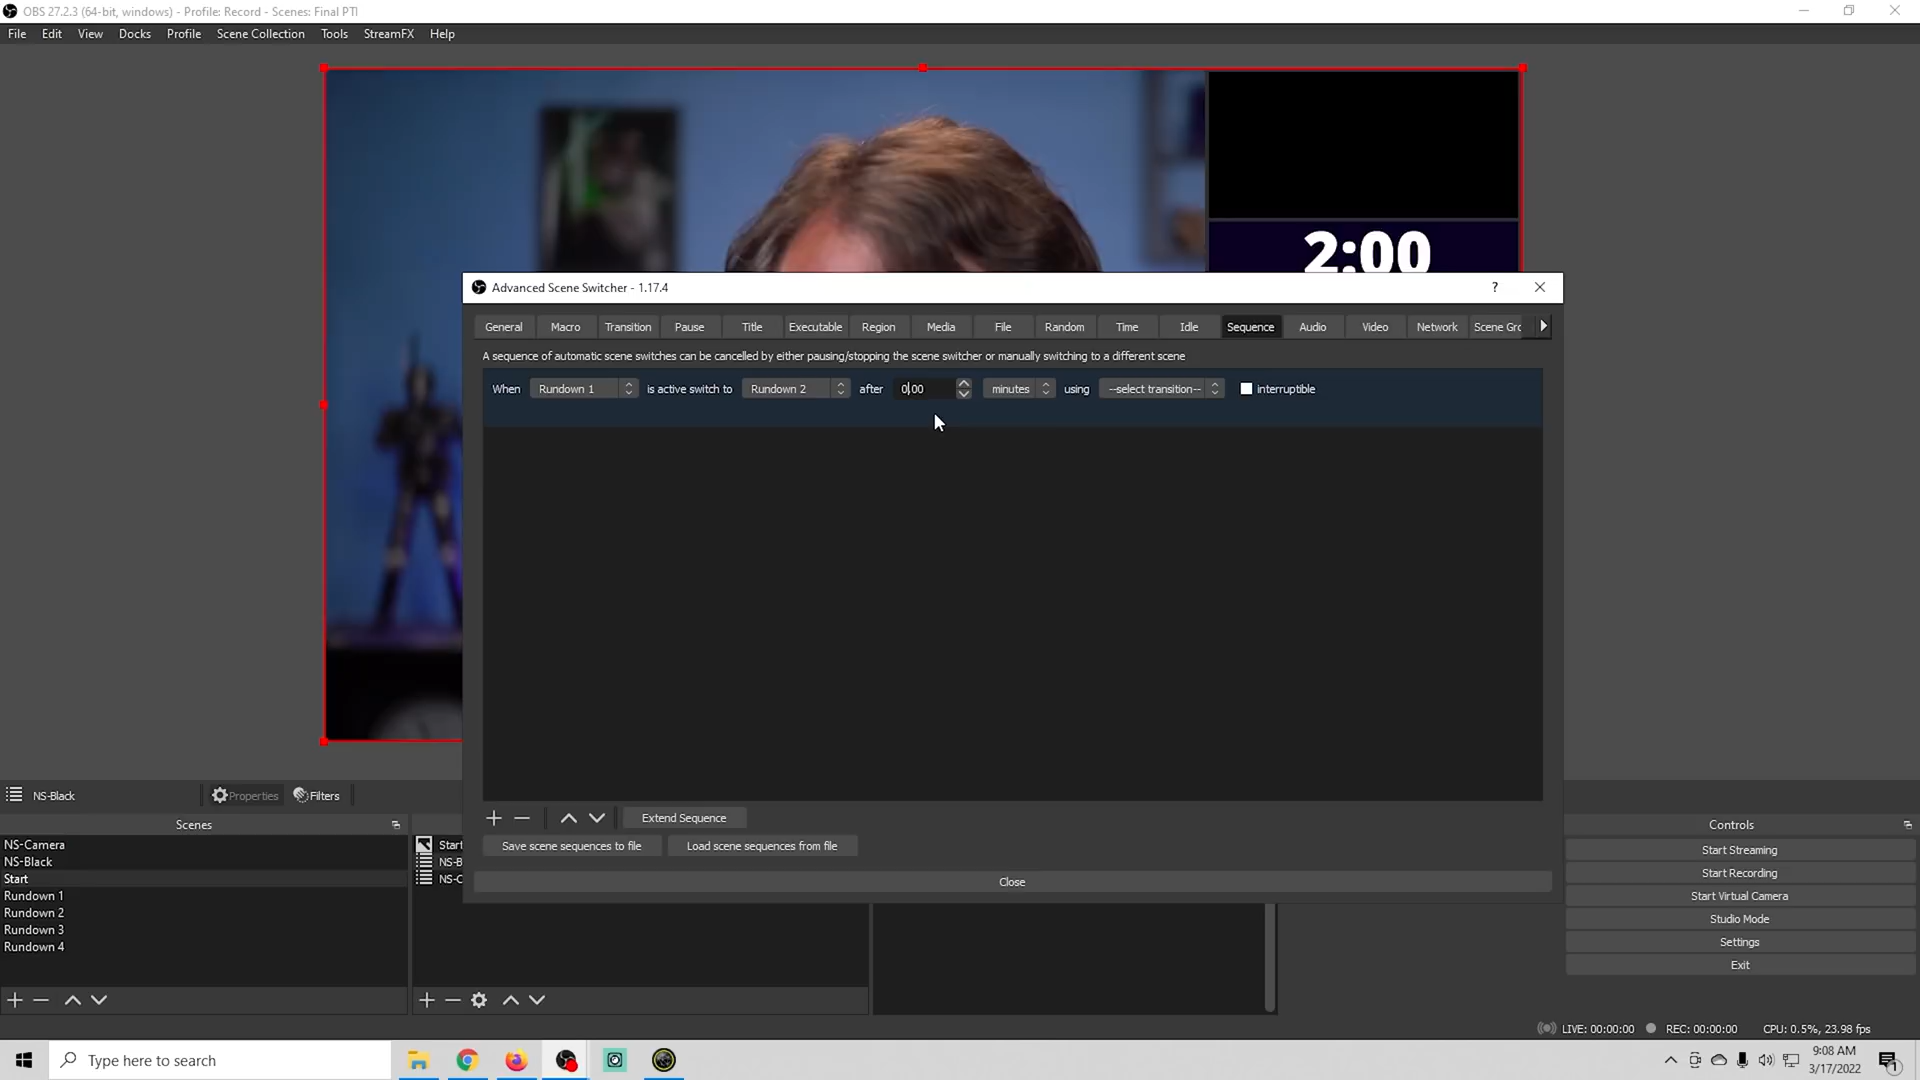 OBS 27.2.3 (64-bit, windows) - Profile: Record - Scenes: Final PTI
File Edit View Docks Profile Scene Collection Tools StreamFX Help
2:00
Advanced Scene Switcher - 1.17.4
?
General Macro Transition Pause Title Executable Region Media File Random Time Idle Sequence Audio Video Network Scene Grc
A sequence of automatic scene switches can be cancelled by either pausing/stopping the scene switcher or manually switching to a different scene
When Rundown 1 is active switch to Rundown 2 after 0.00 minutes using --select transition-- interruptible
Extend Sequence
Save scene sequences to file Load scene sequences from file
Close
NS-Black Properties Filters
Scenes
NS-Camera
NS-Black
Start
Rundown 1
Rundown 2
Rundown 3
Rundown 4
Start
NS-B
NS-C
Controls
Start Streaming
Start Recording
Start Virtual Camera
Studio Mode
Settings
Exit
LIVE: 00:00:00 REC: 00:00:00 CPU: 0.5%, 23.98 fps
Type here to search
9:08 AM
3/17/2022
1